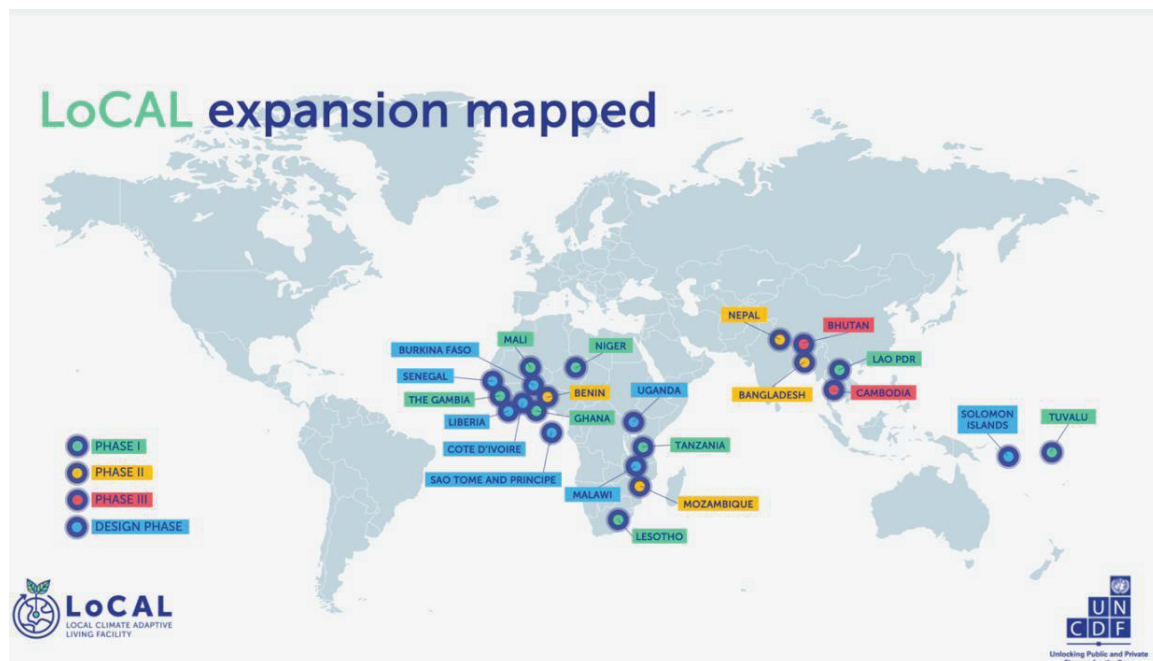 LoCAL expansion mapped
NEPAL
BHUTAN
MALI
NIGER
BURKINA FASO
LAO PDR
SENEGAL
BENIN
UGANDA
BANGLADESH
CAMBODIA
THE GAMBIA
LIBERIA
GHANA
SOLOMON
ISLANDS
TUVALU
COTE D'IVOIRE
TANZANIA
SAO TOME AND PRINCIPE
MALAWI
MOZAMBIQUE
LESOTHO
PHASE I
PHASE II
PHASE III
DESIGN PHASE
LoCAL
LOCAL CLIMATE ADAPTIVE
LIVING FACILITY
UN
CDF
Unlocking Public and Private